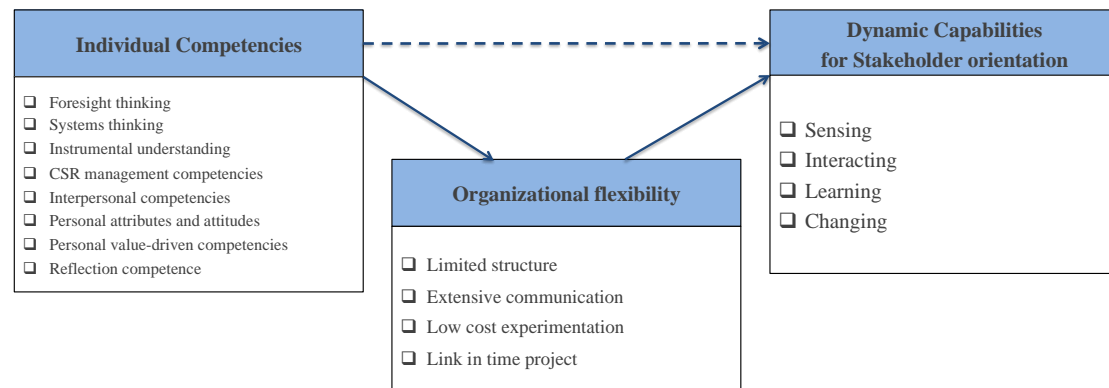 Individual Competencies
Foresight thinking
Systems thinking
Instrumental understanding
CSR management competencies
Interpersonal competencies
Personal attributes and attitudes
Personal value-driven competencies
Reflection competence
Organizational flexibility
Limited structure
Extensive communication
Low cost experimentation
Link in time project
Dynamic Capabilities
for Stakeholder orientation
Sensing
Interacting
Learning
Changing